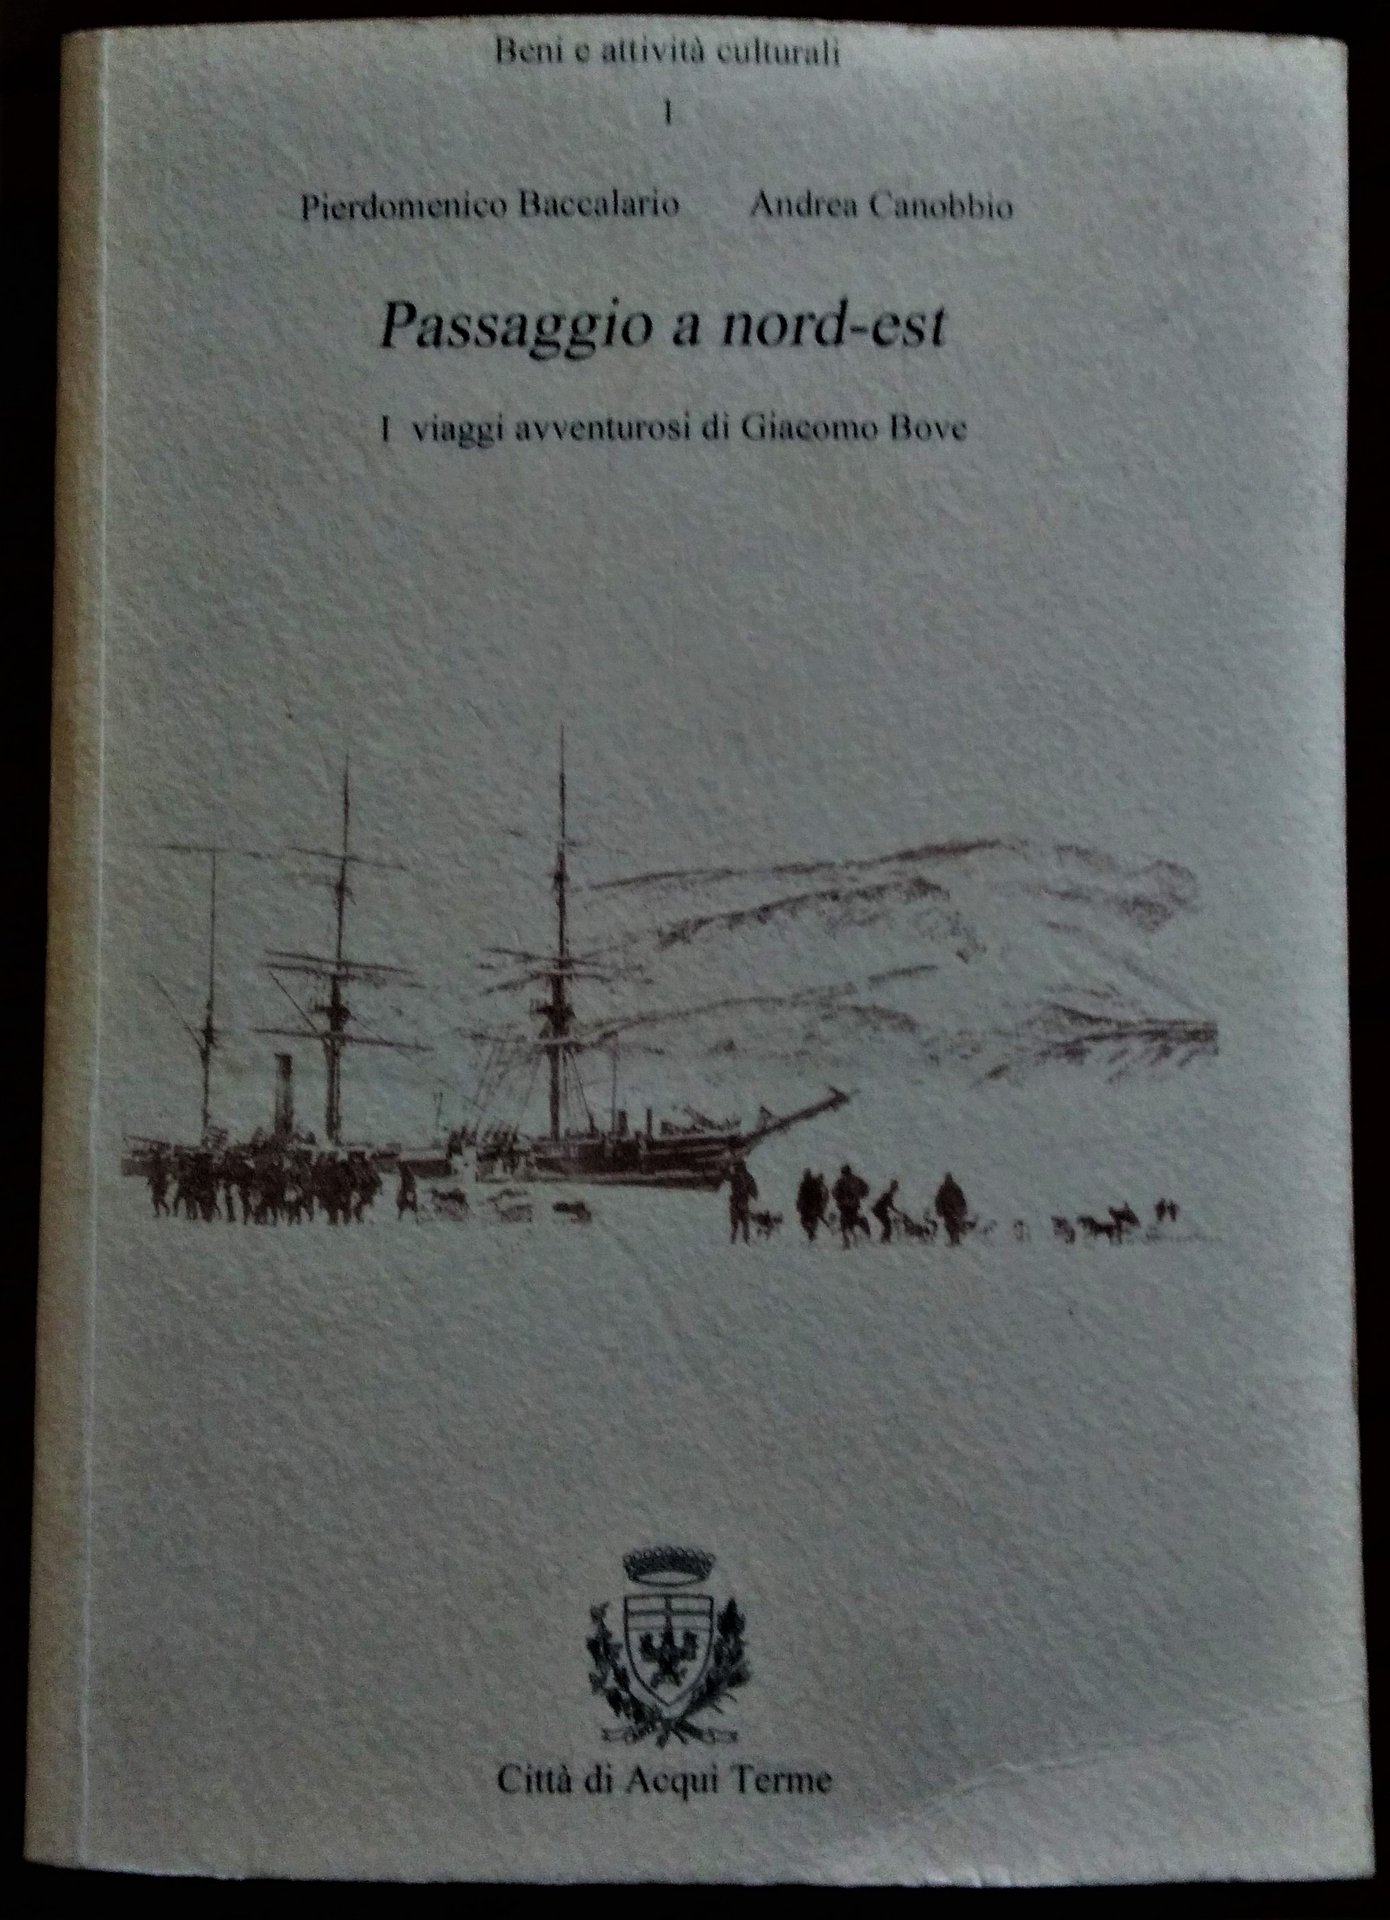 Beni e attività culturali
I
Pierdomenico Baccalario Andrea Canobbio
Passaggio a nord-est
I viaggi avventurosi di Giacomo Bove
Città di Acqui Terme